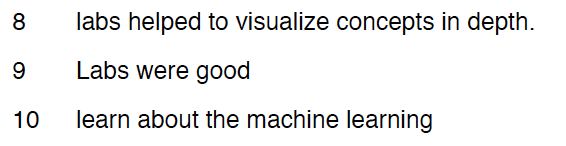 8 labs helped to visualize concepts in depth.
9 Labs were good
10 learn about the machine learning